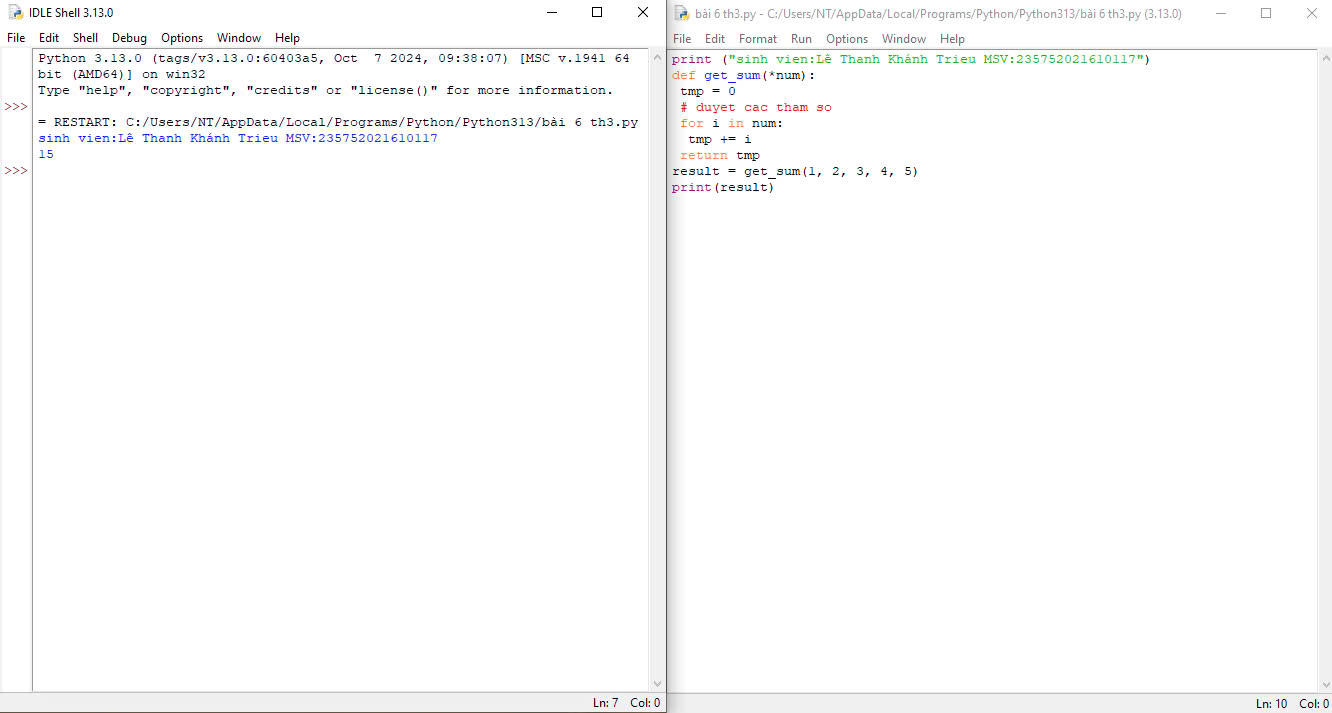 IDLE Shell 3.13.0
File Edit Shell Debug Options Window Help
Python 3.13.0 (tags/v3.13.0:60403a5, Oct  7 2024, 09:38:07) [MSC v.1941 64
bit (AMD64)] on win32
Type "help", "copyright", "credits" or "license()" for more information.
>>>
= RESTART: C:/Users/NT/AppData/Local/Programs/Python/Python313/bài 6 th3.py
sinh vien:Lê Thanh Khánh Trieu MSV:235752021610117
15
>>>
Ln: 7 Col: 0
bài 6 th3.py - C:/Users/NT/AppData/Local/Programs/Python/Python313/bài 6 th3.py (3.13.0)
File Edit Format Run Options Window Help
print ("sinh vien:Lê Thanh Khánh Trieu MSV:235752021610117")
def get_sum(*num):
 tmp = 0
 # duyet cac tham so
 for i in num:
  tmp += i
 return tmp
result = get_sum(1, 2, 3, 4, 5)
print(result)
Ln: 10 Col: 0